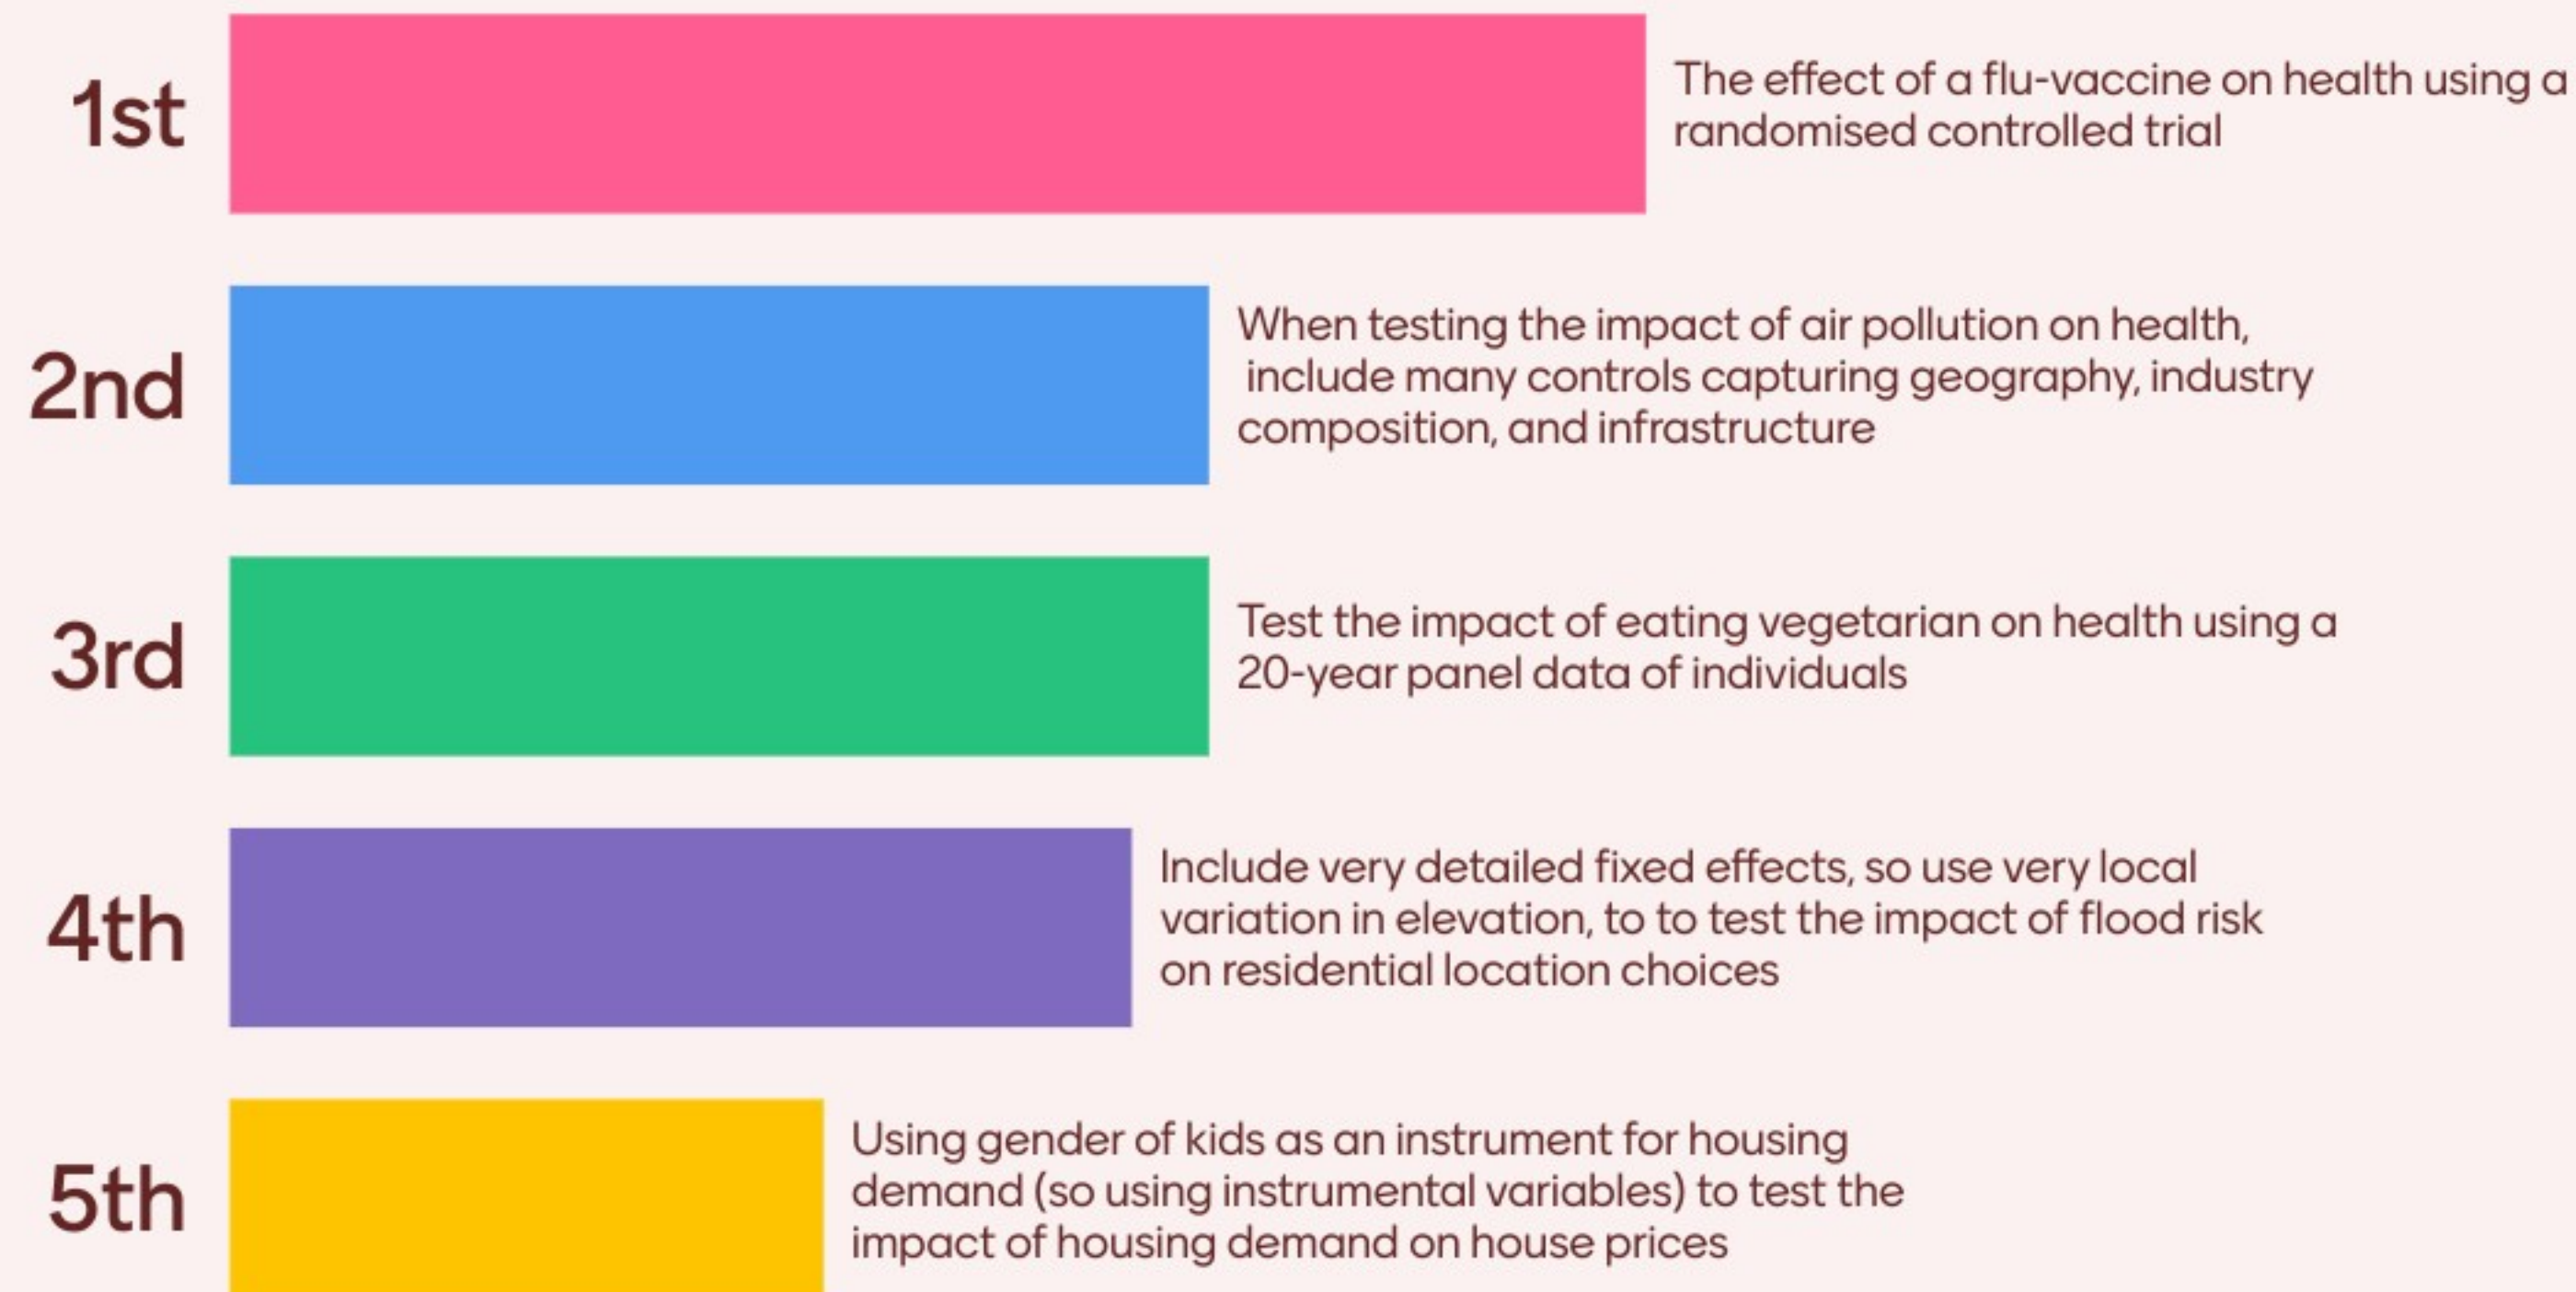 1st
The effect of a flu-vaccine on health using a
randomised controlled trial
2nd
When testing the impact of air pollution on health,
include many controls capturing geography, industry
composition, and infrastructure
3rd
Test the impact of eating vegetarian on health using a
20-year panel data of individuals
4th
Include very detailed fixed effects, so use very local
variation in elevation, to to test the impact of flood risk
on residential location choices
5th
Using gender of kids as an instrument for housing
demand (so using instrumental variables) to test the
impact of housing demand on house prices